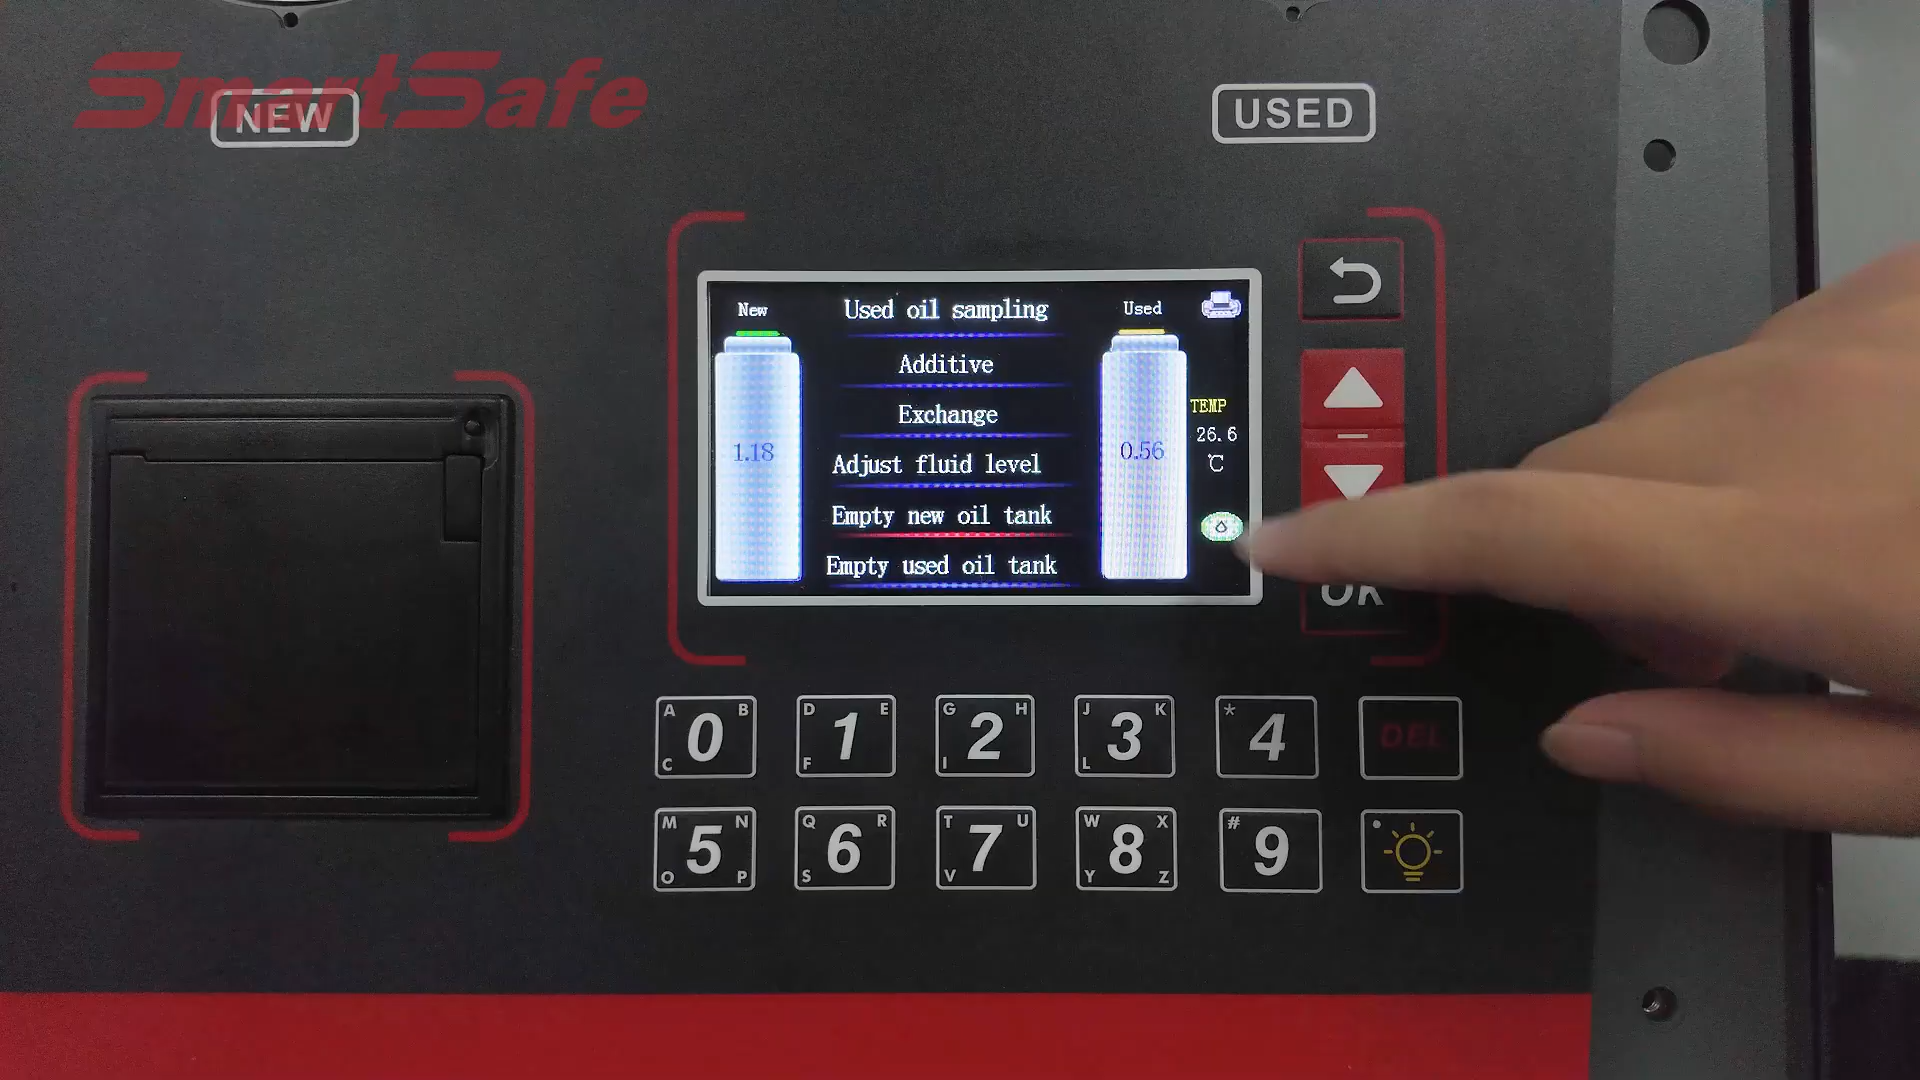 SmartSafe
NEW
USED
New
Used oil sampling
Used
Additive
Exchange
Adjust fluid level
Empty new oil tank
Empty used oil tank
1.18
0.56
TEMP
26.6
℃
OK
A B
0
C
D E
1
F
G H
2
I
J K
3
L
*
4
DEL
M N
5
O P
Q R
6
S
T U
7
V
W X
8
Y Z
#
9